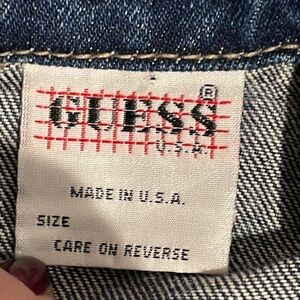 GUESS®
U.S.A.
MADE IN U.S.A.
SIZE
CARE ON REVERSE